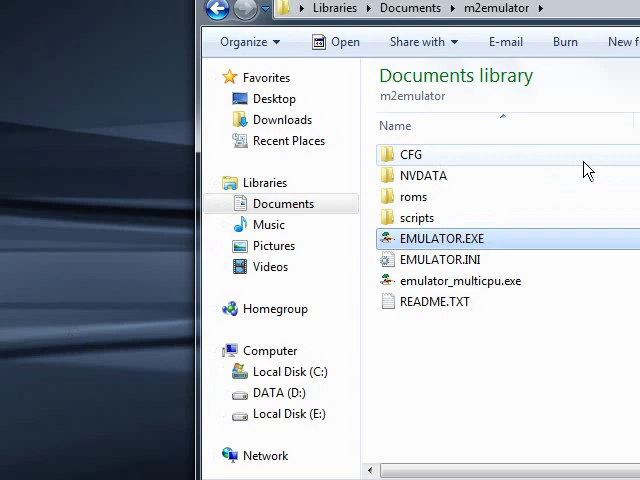 Libraries
Documents
m2emulator
Organize
Open
Share with
E-mail
Burn
New f
Favorites
Desktop
Downloads
Recent Places
Libraries
Documents
Music
Pictures
Videos
Homegroup
Computer
Local Disk (C:)
DATA (D:)
Local Disk (E:)
Network
Documents library
m2emulator
Name
CFG
NVDATA
roms
scripts
EMULATOR.EXE
EMULATOR.INI
emulator_multicpu.exe
README.TXT